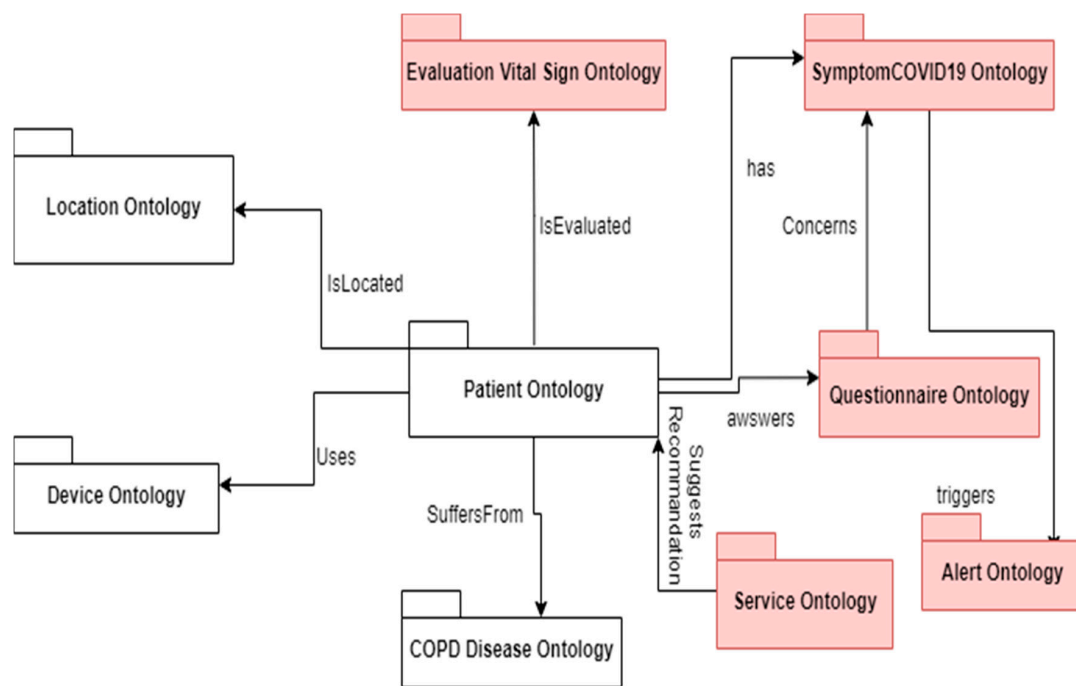 Evaluation Vital Sign Ontology
SymptomCOVID19 Ontology
has
Location Ontology
IsEvaluated
Concerns
IsLocated
Patient Ontology
Questionnaire Ontology
awswers
Suggests
Recommandation
Uses
Device Ontology
SuffersFrom
triggers
Alert Ontology
Service Ontology
COPD Disease Ontology